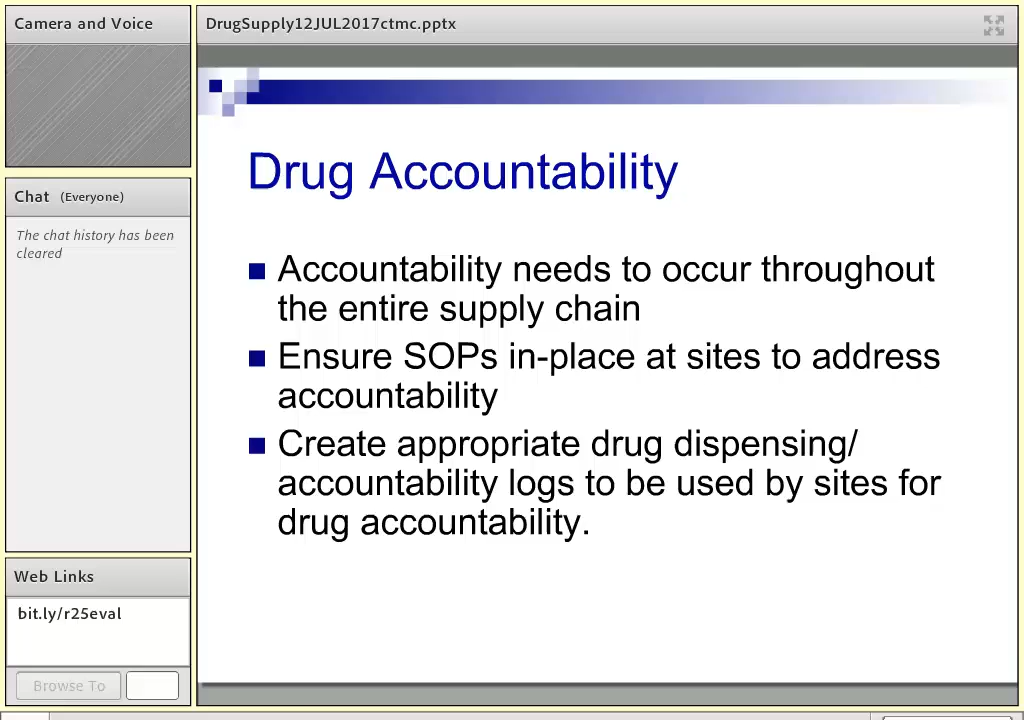 Camera and Voice
DrugSupply12JUL2017ctmc.pptx
Chat (Everyone)
The chat history has been
cleared
Web Links
bit.ly/r25eval
Browse To
Drug Accountability
Accountability needs to occur throughout
the entire supply chain
Ensure SOPs in-place at sites to address
accountability
Create appropriate drug dispensing/
accountability logs to be used by sites for
drug accountability.